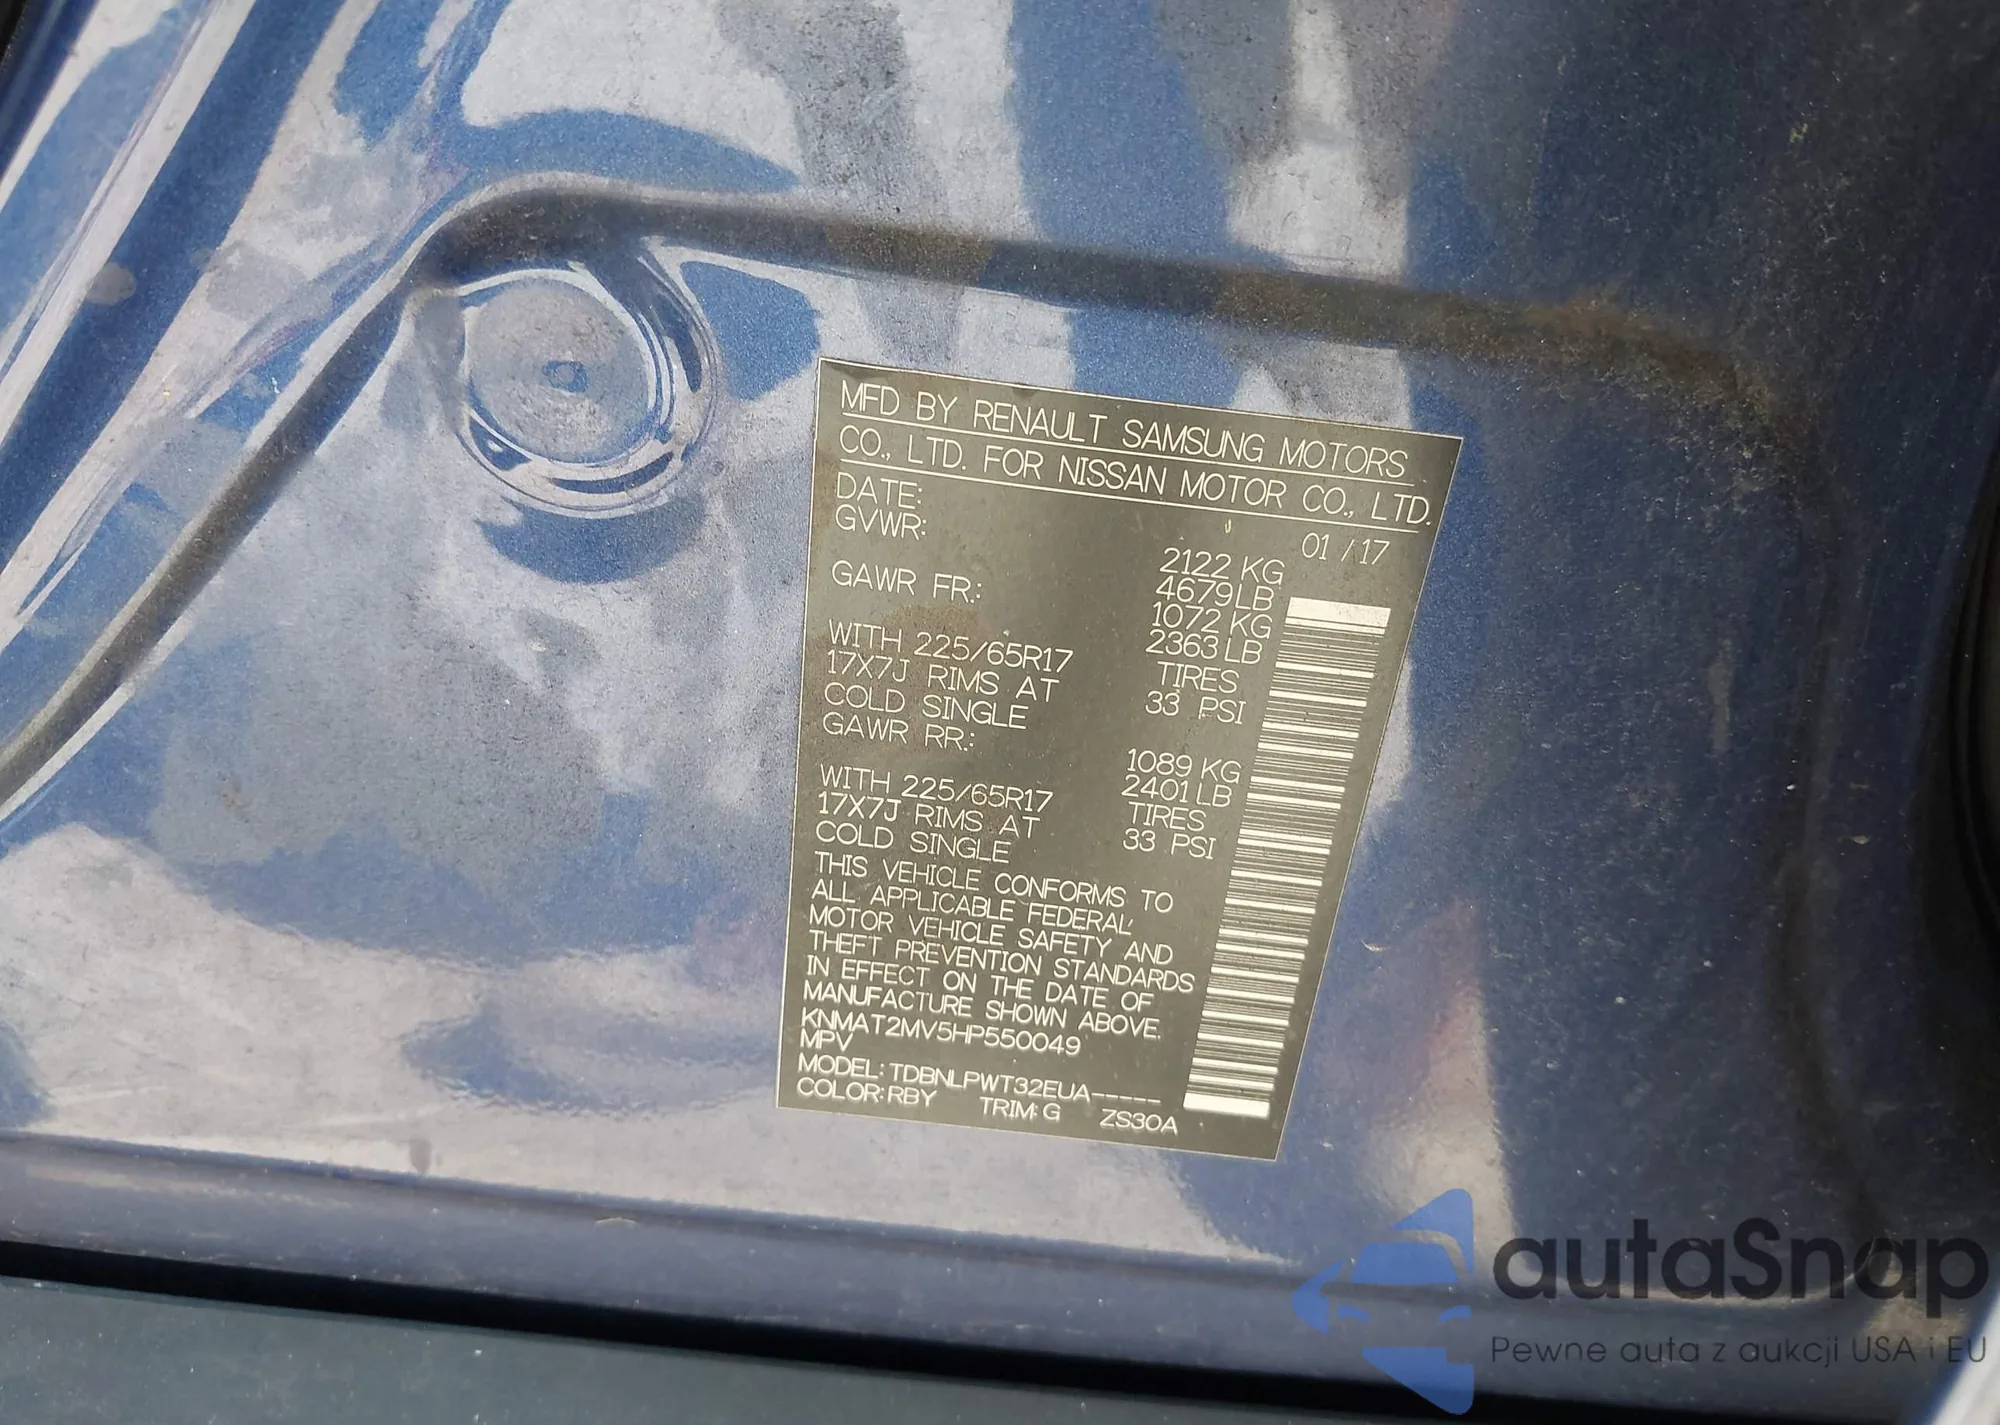 MFD BY RENAULT SAMSUNG MOTORS
CO., LTD. FOR NISSAN MOTOR CO., LTD.
DATE: 01 / 17
GVWR: 2122 KG
4679 LB
GAWR FR.: 1072 KG
2363 LB
WITH 225/65R17 TIRES
17X7J RIMS AT 33 PSI
COLD SINGLE
GAWR RR.: 1089 KG
2401 LB
WITH 225/65R17 TIRES
17X7J RIMS AT 33 PSI
COLD SINGLE
THIS VEHICLE CONFORMS TO
ALL APPLICABLE FEDERAL
MOTOR VEHICLE SAFETY AND
THEFT PREVENTION STANDARDS
IN EFFECT ON THE DATE OF
MANUFACTURE SHOWN ABOVE.
KNMAT2MV5HP550049
MPV
MODEL: TDBNLPWT32EUA-----
COLOR: RBY TRIM: G ZS30A
autaSnap
Pewne auta z aukcji USA i EU